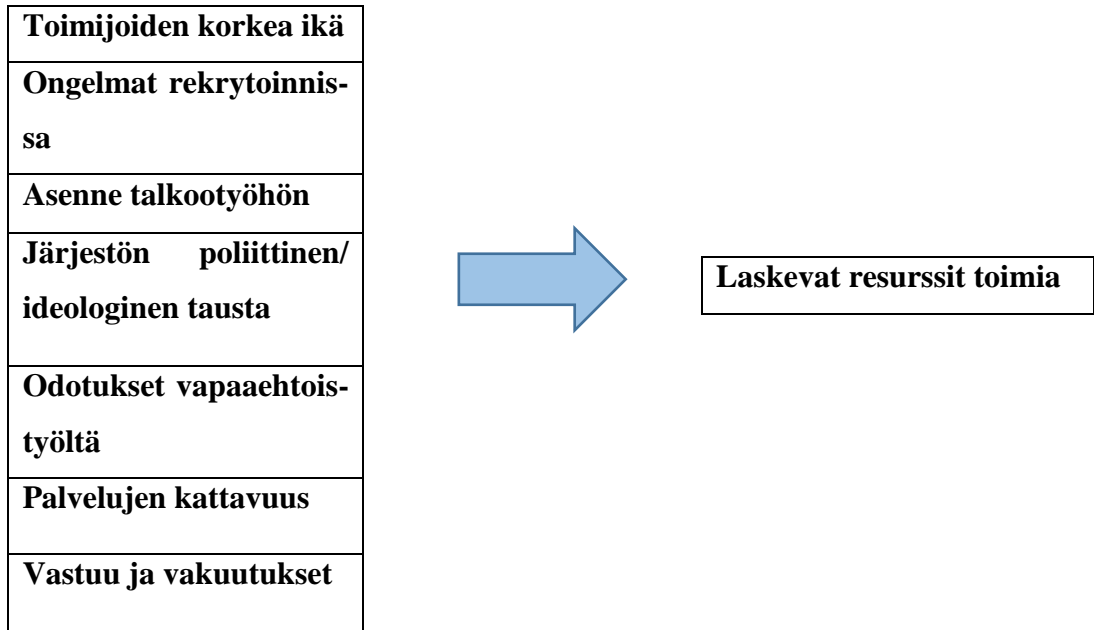 Toimijoiden korkea ikä
Ongelmat rekrytoinnis-
sa
Asenne talkootyöhön
Järjestön poliittinen/
ideologinen tausta
Odotukset vapaaehtois-
työltä
Palvelujen kattavuus
Vastuu ja vakuutukset
Laskevat resurssit toimia